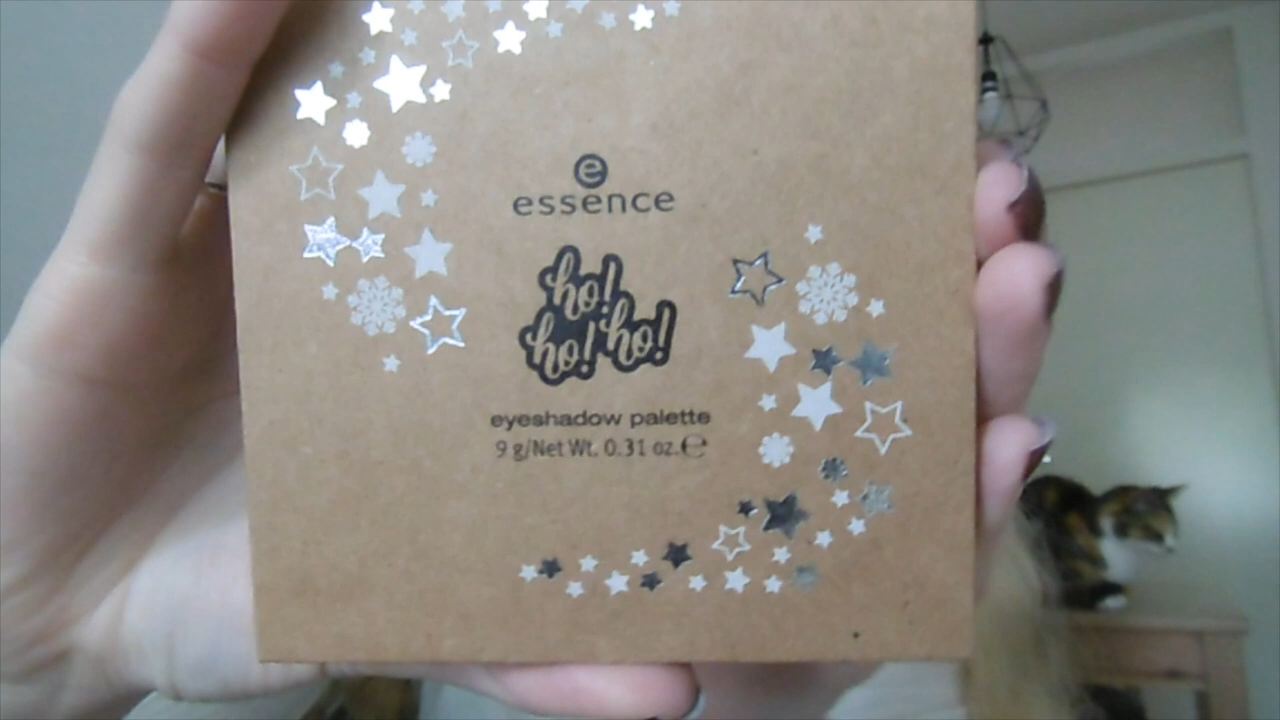 e
essence
ho!
ho! ho!
eyeshadow palette
9 g/Net Wt. 0.31 oz.℮